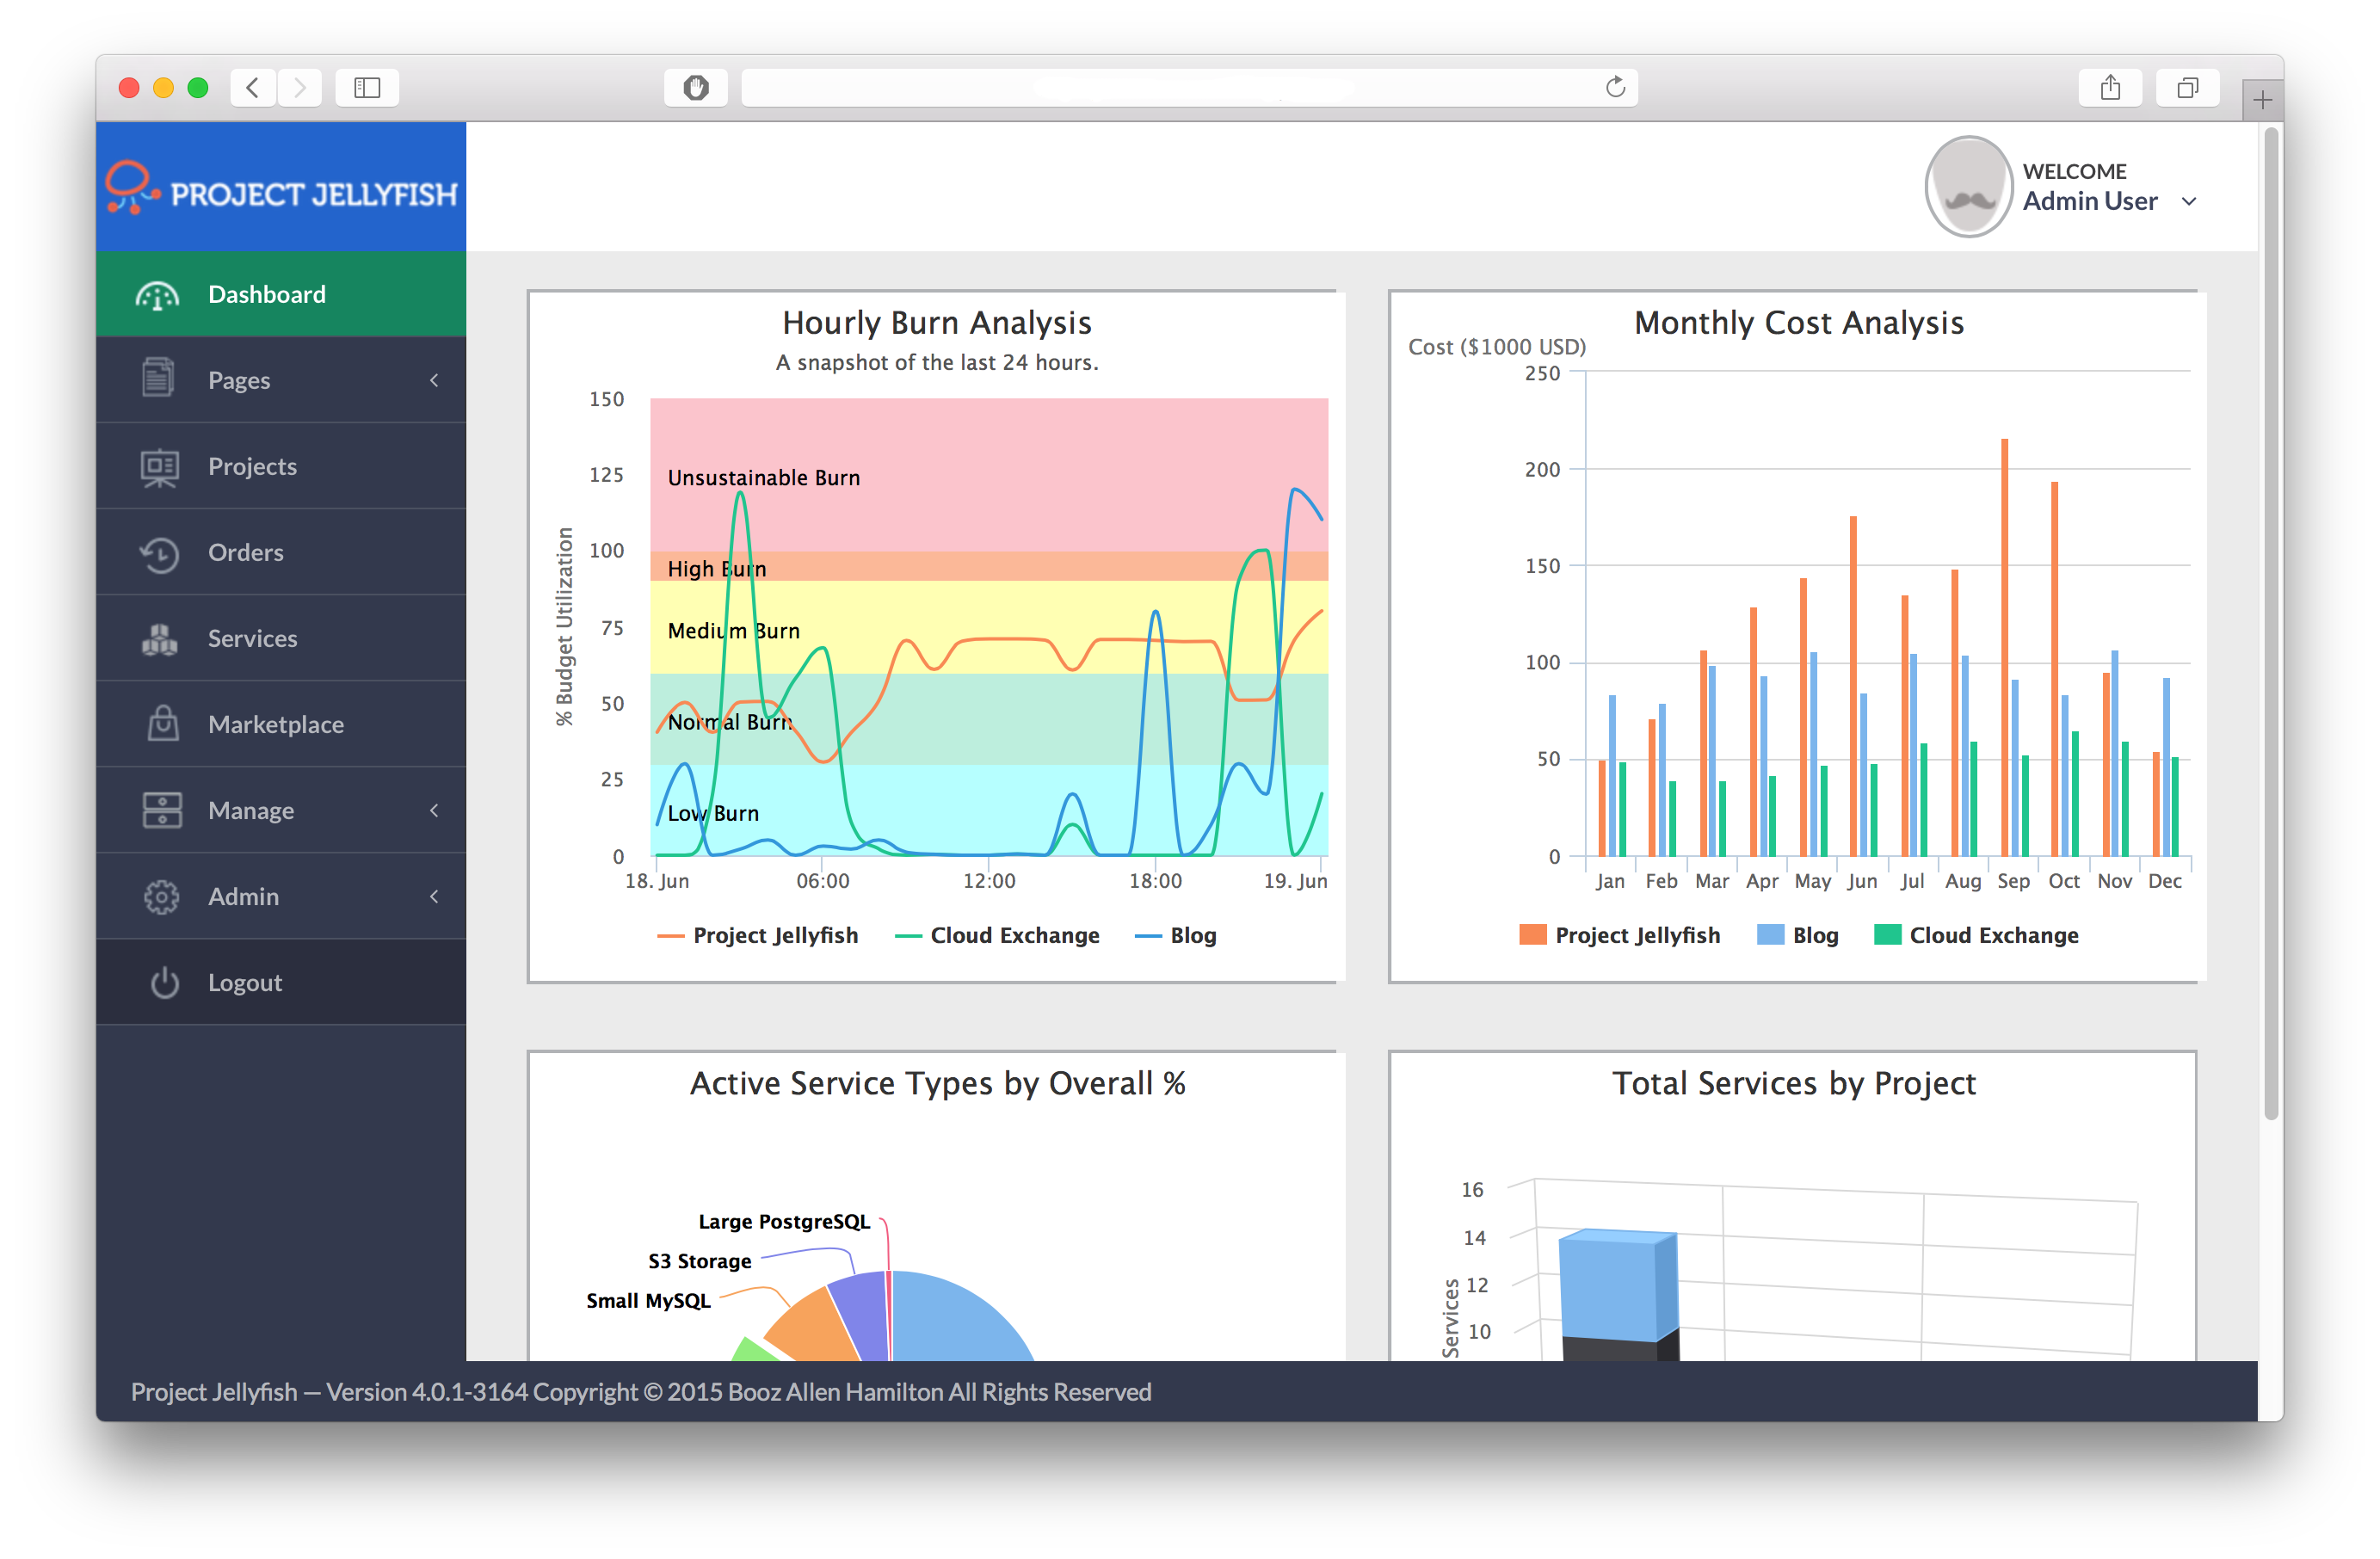 PROJECT JELLYFISH
WELCOME
Admin User
Dashboard
Pages
Projects
Orders
Services
Marketplace
Manage
Admin
Logout
Hourly Burn Analysis
A snapshot of the last 24 hours.
% Budget Utilization
150
125
100
75
50
25
0
Unsustainable Burn
High Burn
Medium Burn
Normal Burn
Low Burn
18. Jun 06:00 12:00 18:00 19. Jun
Project Jellyfish Cloud Exchange Blog
Monthly Cost Analysis
Cost ($1000 USD)
250
200
150
100
50
0
Jan Feb Mar Apr May Jun Jul Aug Sep Oct Nov Dec
Project Jellyfish Blog Cloud Exchange
Active Service Types by Overall %
Large PostgreSQL
S3 Storage
Small MySQL
Total Services by Project
16
14
12
10
Services
Project Jellyfish — Version 4.0.1-3164 Copyright © 2015 Booz Allen Hamilton All Rights Reserved